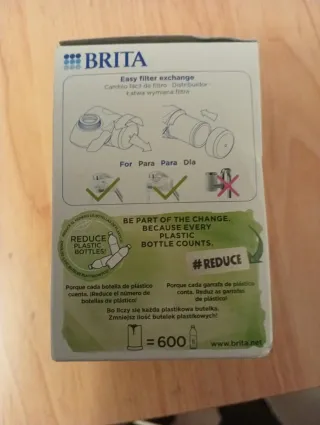 BRITA
Easy filter exchange
Cambio fácil de filtro · Distribuidor ·
Łatwa wymiana filtra
For Para Para Dla
REDUCE
PLASTIC
BOTTLES!
BE PART OF THE CHANGE.
BECAUSE EVERY
PLASTIC
BOTTLE COUNTS.
#REDUCE
Porque cada botella de plástico
cuenta. ¡Reduce el número de
botellas de plástico!
Porque cada garrafa de plástico
conta. Reduz as garrafas
de plástico!
Bo liczy się każda plastikowa butelka.
Zmniejsz ilość butelek plastikowych!
= 600
www.brita.net